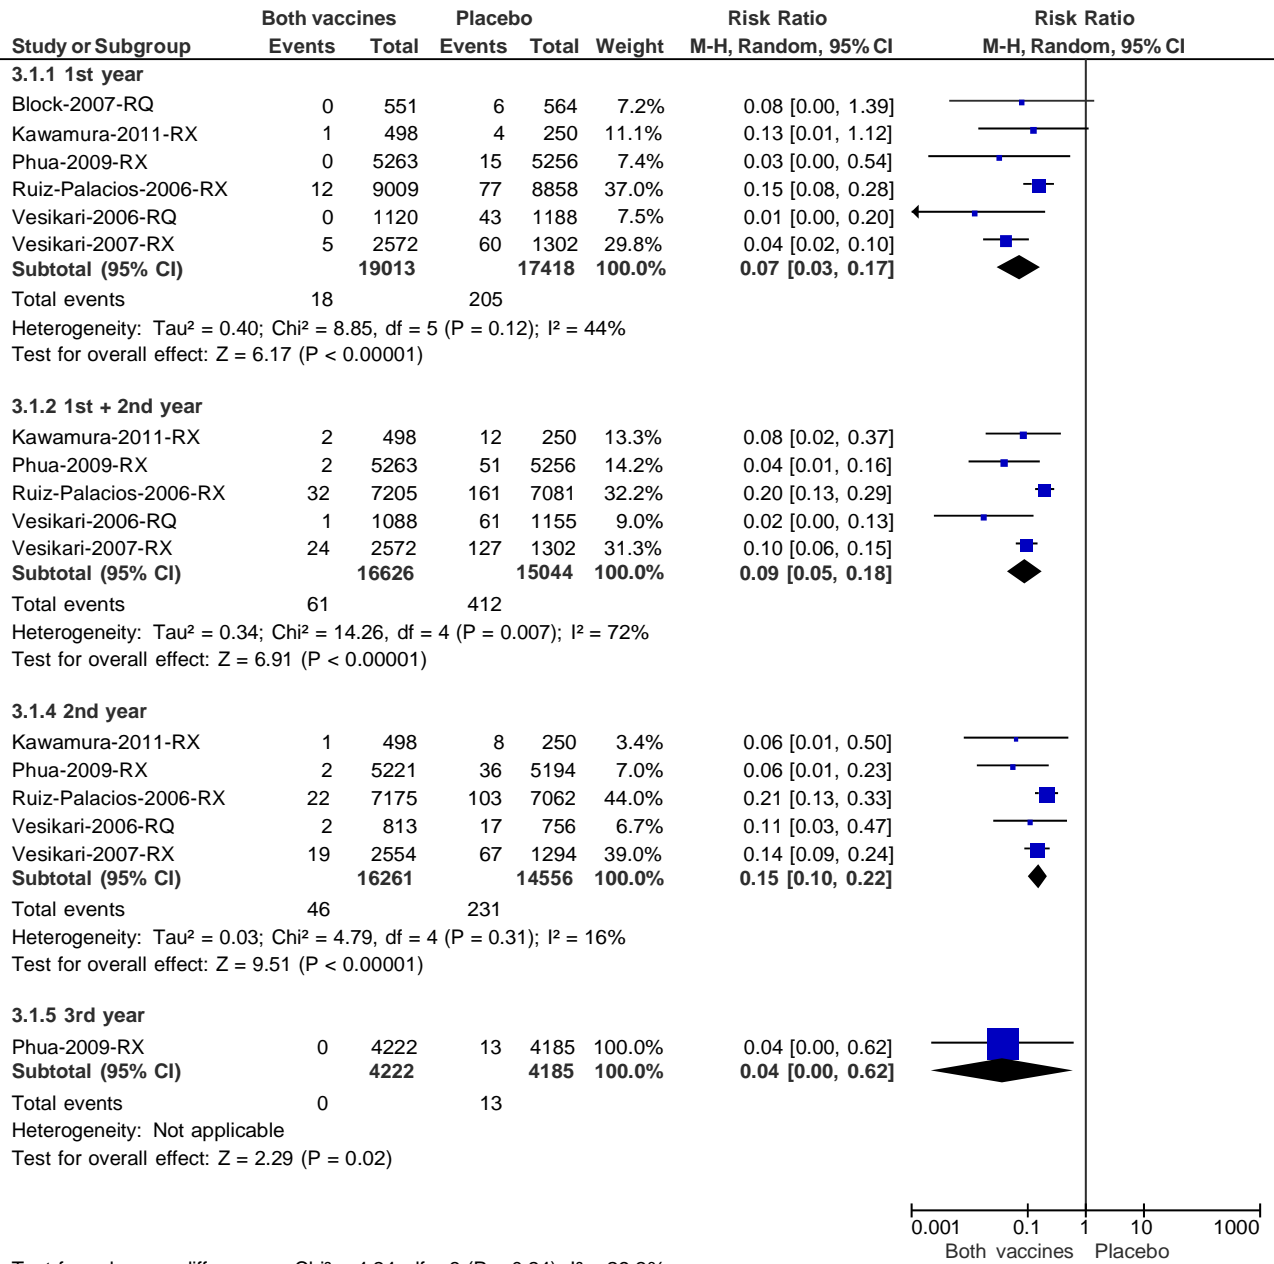 Both vaccines Placebo Risk Ratio Risk Ratio
Study or Subgroup Events Total Events Total Weight M-H, Random, 95% CI M-H, Random, 95% CI
3.1.1 1st year
Block-2007-RQ 0 551 6 564 7.2% 0.08 [0.00, 1.39]
Kawamura-2011-RX 1 498 4 250 11.1% 0.13 [0.01, 1.12]
Phua-2009-RX 0 5263 15 5256 7.4% 0.03 [0.00, 0.54]
Ruiz-Palacios-2006-RX 12 9009 77 8858 37.0% 0.15 [0.08, 0.28]
Vesikari-2006-RQ 0 1120 43 1188 7.5% 0.01 [0.00, 0.20]
Vesikari-2007-RX 5 2572 60 1302 29.8% 0.04 [0.02, 0.10]
Subtotal (95% CI) 19013 17418 100.0% 0.07 [0.03, 0.17]
Total events 18 205
Heterogeneity: Tau² = 0.40; Chi² = 8.85, df = 5 (P = 0.12); I² = 44%
Test for overall effect: Z = 6.17 (P < 0.00001)
3.1.2 1st + 2nd year
Kawamura-2011-RX 2 498 12 250 13.3% 0.08 [0.02, 0.37]
Phua-2009-RX 2 5263 51 5256 14.2% 0.04 [0.01, 0.16]
Ruiz-Palacios-2006-RX 32 7205 161 7081 32.2% 0.20 [0.13, 0.29]
Vesikari-2006-RQ 1 1088 61 1155 9.0% 0.02 [0.00, 0.13]
Vesikari-2007-RX 24 2572 127 1302 31.3% 0.10 [0.06, 0.15]
Subtotal (95% CI) 16626 15044 100.0% 0.09 [0.05, 0.18]
Total events 61 412
Heterogeneity: Tau² = 0.34; Chi² = 14.26, df = 4 (P = 0.007); I² = 72%
Test for overall effect: Z = 6.91 (P < 0.00001)
3.1.4 2nd year
Kawamura-2011-RX 1 498 8 250 3.4% 0.06 [0.01, 0.50]
Phua-2009-RX 2 5221 36 5194 7.0% 0.06 [0.01, 0.23]
Ruiz-Palacios-2006-RX 22 7175 103 7062 44.0% 0.21 [0.13, 0.33]
Vesikari-2006-RQ 2 813 17 756 6.7% 0.11 [0.03, 0.47]
Vesikari-2007-RX 19 2554 67 1294 39.0% 0.14 [0.09, 0.24]
Subtotal (95% CI) 16261 14556 100.0% 0.15 [0.10, 0.22]
Total events 46 231
Heterogeneity: Tau² = 0.03; Chi² = 4.79, df = 4 (P = 0.31); I² = 16%
Test for overall effect: Z = 9.51 (P < 0.00001)
3.1.5 3rd year
Phua-2009-RX 0 4222 13 4185 100.0% 0.04 [0.00, 0.62]
Subtotal (95% CI) 4222 4185 100.0% 0.04 [0.00, 0.62]
Total events 0 13
Heterogeneity: Not applicable
Test for overall effect: Z = 2.29 (P = 0.02)
0.001 0.1 1 10 1000
Both vaccines Placebo